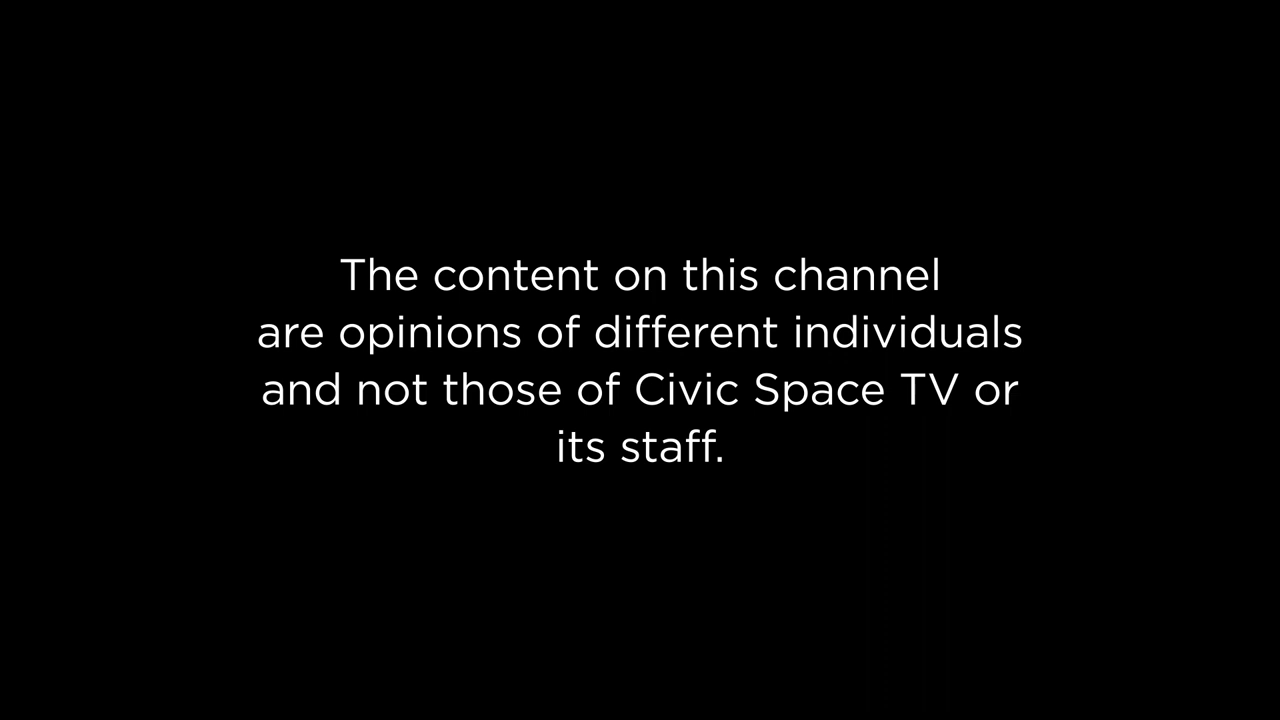 The content on this channel
are opinions of different individuals
and not those of Civic Space TV or
its staff.